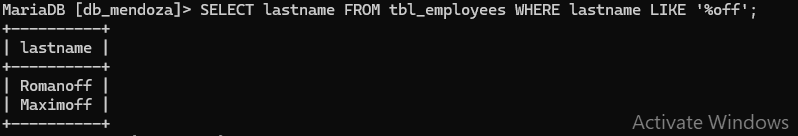 MariaDB [db_mendoza]> SELECT lastname FROM tbl_employees WHERE lastname LIKE '%off';
+----------+
| lastname |
+----------+
| Romanoff |
| Maximoff |
+----------+
Activate Windows